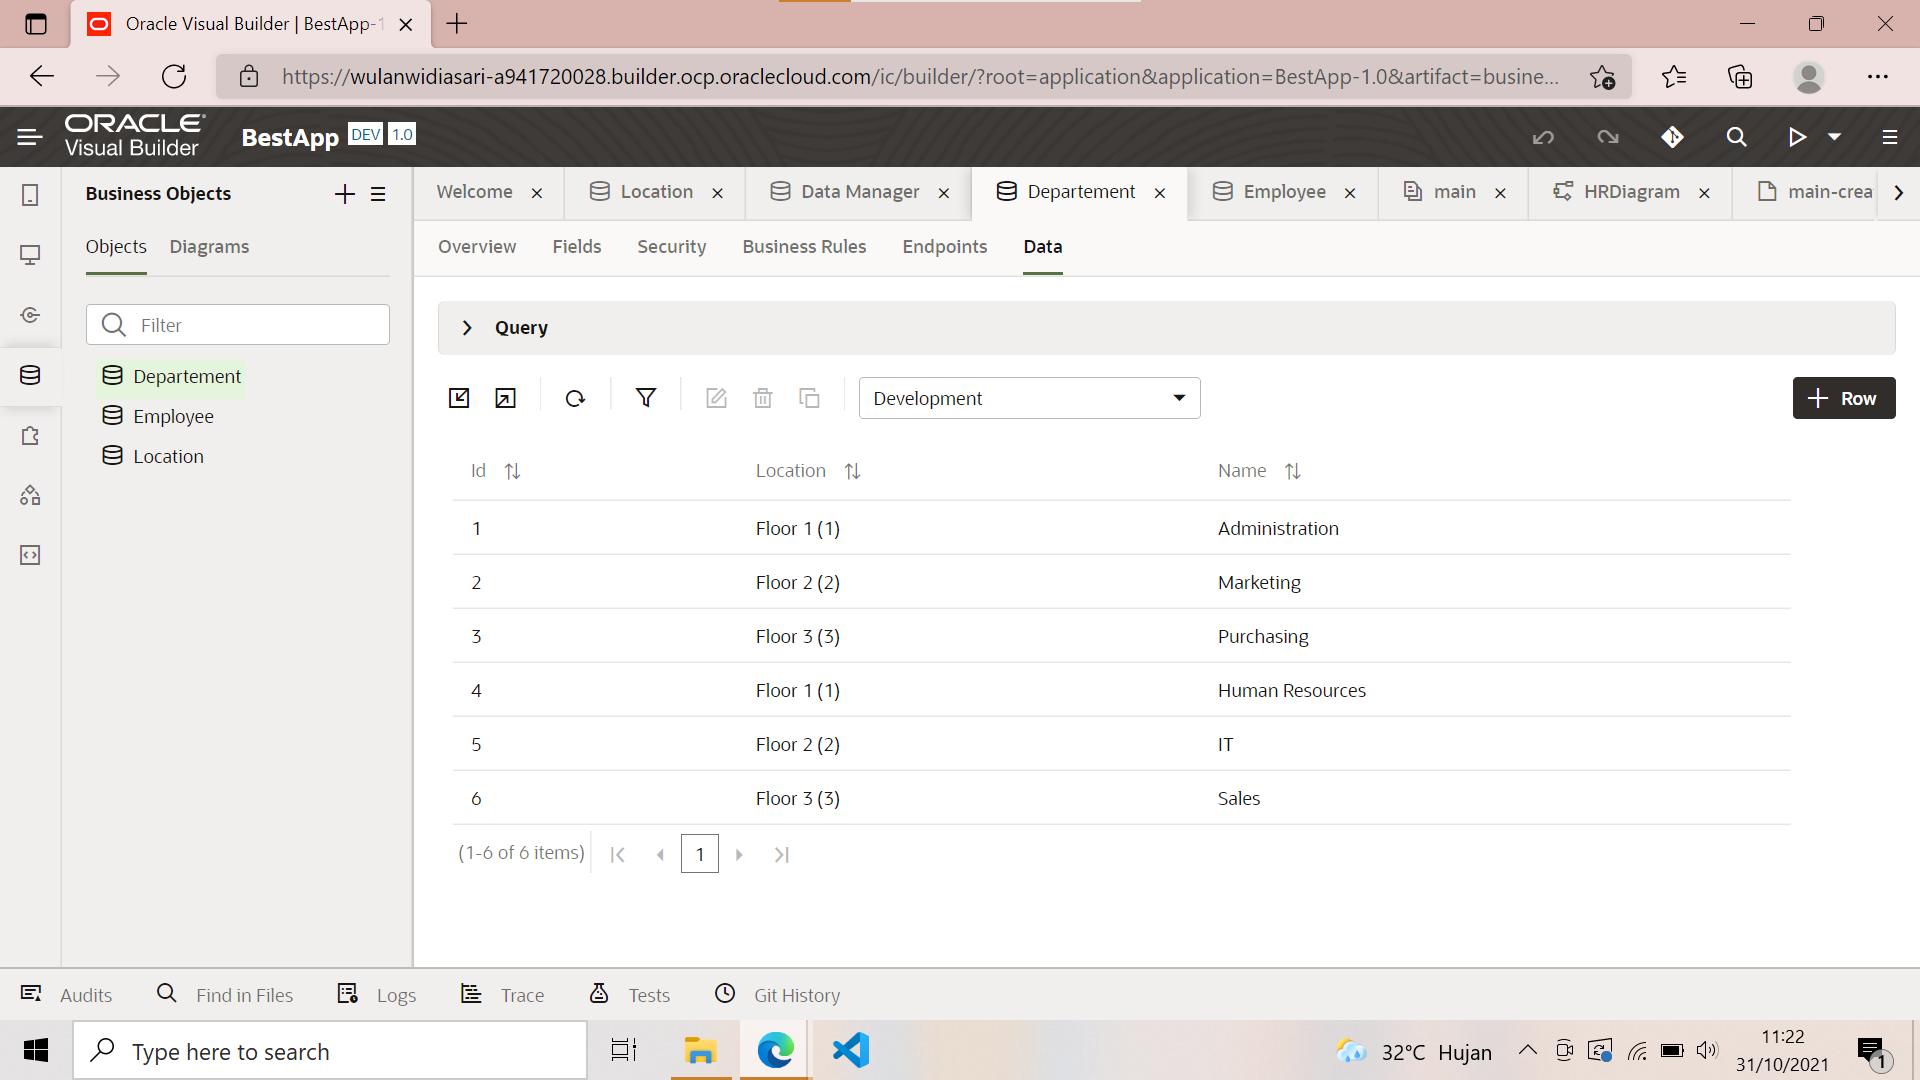 Oracle Visual Builder | BestApp-1
https://wulanwidiasari-a941720028.builder.ocp.oraclecloud.com/ic/builder/?root=application&application=BestApp-1.0&artifact=busine...
ORACLE
Visual Builder
BestApp DEV 1.0
Business Objects
Welcome Location Data Manager Departement Employee main HRDiagram main-crea
Objects Diagrams
Overview Fields Security Business Rules Endpoints Data
Filter
Query
Departement
Employee
Location
Development
Row
Id Location Name
1 Floor 1 (1) Administration
2 Floor 2 (2) Marketing
3 Floor 3 (3) Purchasing
4 Floor 1 (1) Human Resources
5 Floor 2 (2) IT
6 Floor 3 (3) Sales
(1-6 of 6 items) 1
Audits Find in Files Logs Trace Tests Git History
Type here to search
32°C Hujan
11:22
31/10/2021
1